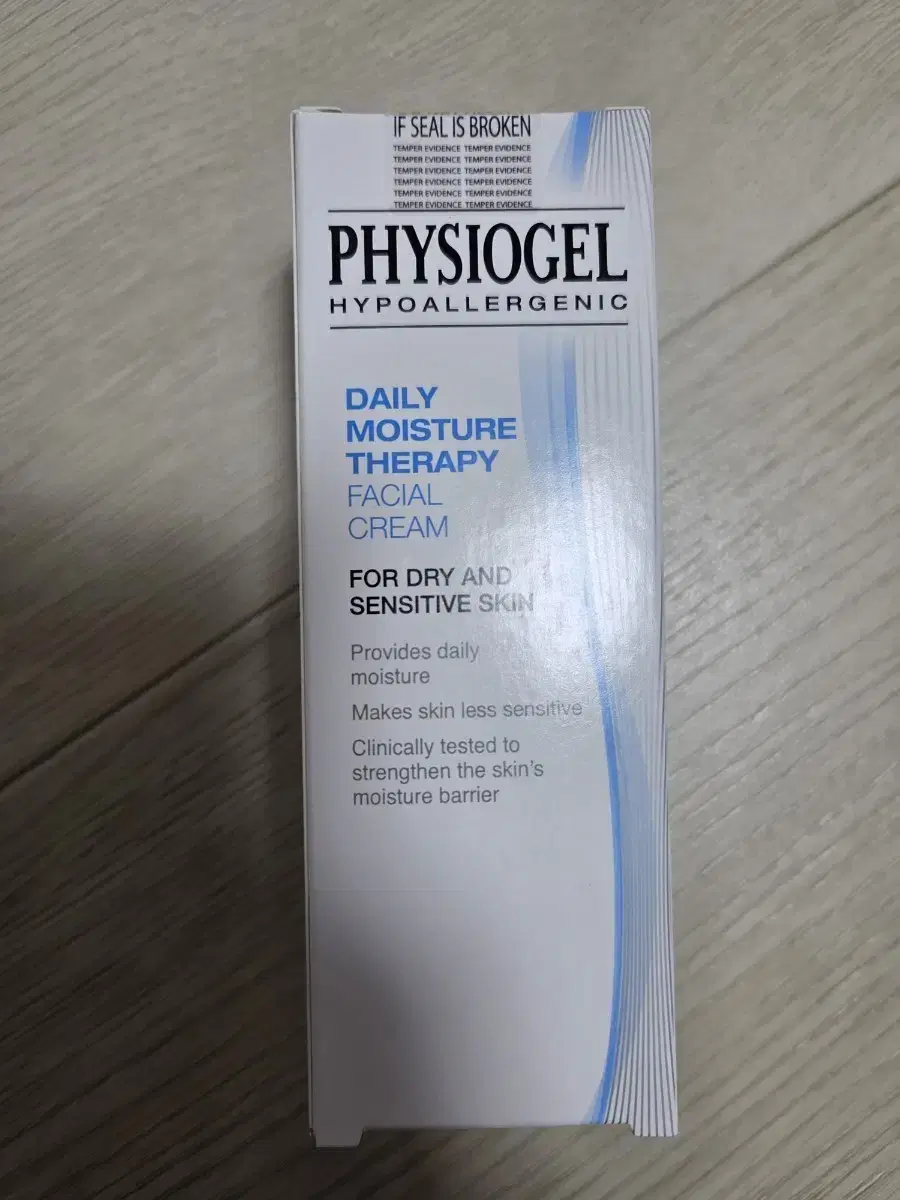 IF SEAL IS BROKEN
TEMPER EVIDENCE TEMPER EVIDENCE
TEMPER EVIDENCE TEMPER EVIDENCE
TEMPER EVIDENCE TEMPER EVIDENCE
TEMPER EVIDENCE TEMPER EVIDENCE
TEMPER EVIDENCE TEMPER EVIDENCE
TEMPER EVIDENCE TEMPER EVIDENCE
PHYSIOGEL
HYPOALLERGENIC
DAILY
MOISTURE
THERAPY
FACIAL
CREAM
FOR DRY AND
SENSITIVE SKIN
Provides daily
moisture
Makes skin less sensitive
Clinically tested to
strengthen the skin's
moisture barrier